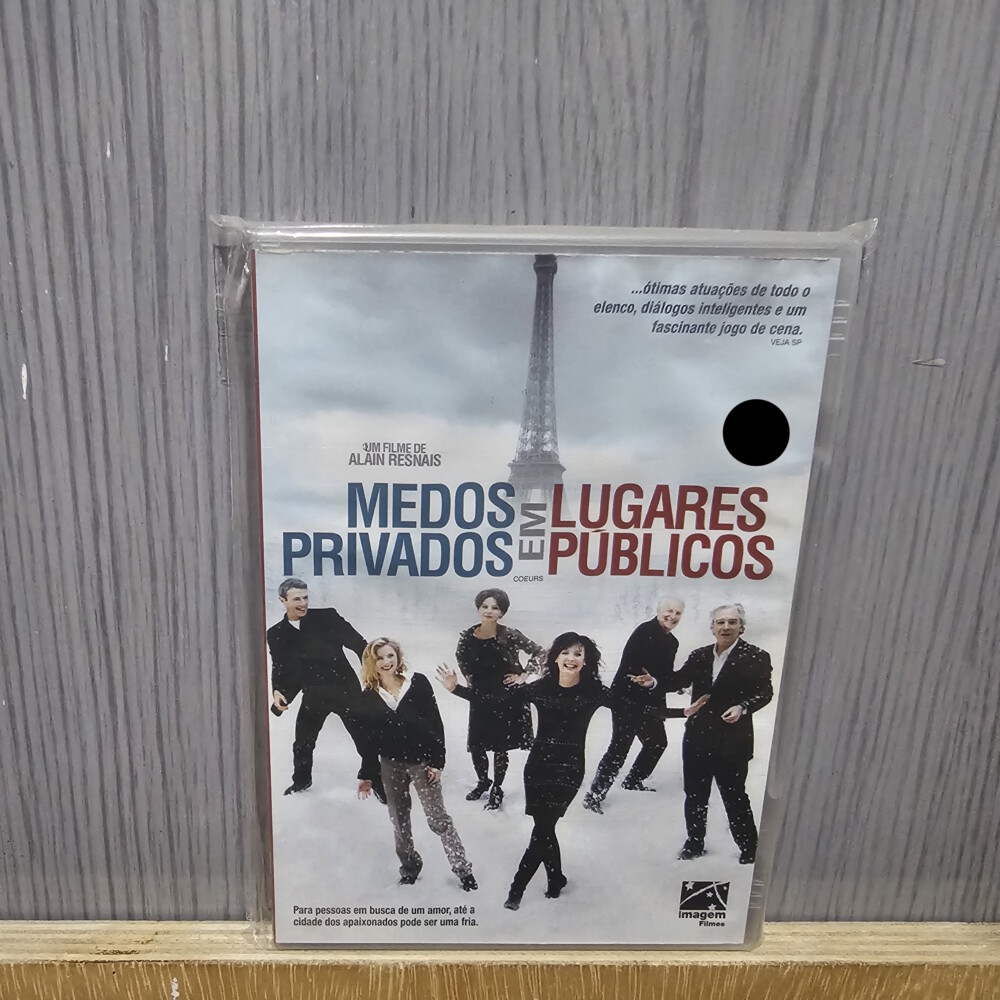 ...ótimas atuações de todo o
elenco, diálogos inteligentes e um
fascinante jogo de cena.
VEJA SP
UM FILME DE
ALAIN RESNAIS
MEDOS
PRIVADOS
EM
LUGARES
PÚBLICOS
COEURS
Para pessoas em busca de um amor, até a
cidade dos apaixonados pode ser uma fria.
imagem
Filmes